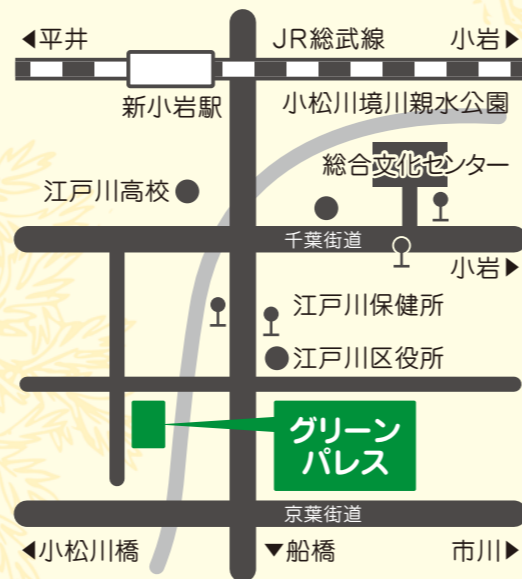 ◀平井
JR総武線
小岩▶
新小岩駅
小松川境川親水公園
総合文化センター
江戸川高校
千葉街道
小岩▶
江戸川保健所
江戸川区役所
グリーン
パレス
京葉街道
◀小松川橋
▼船橋
市川▶